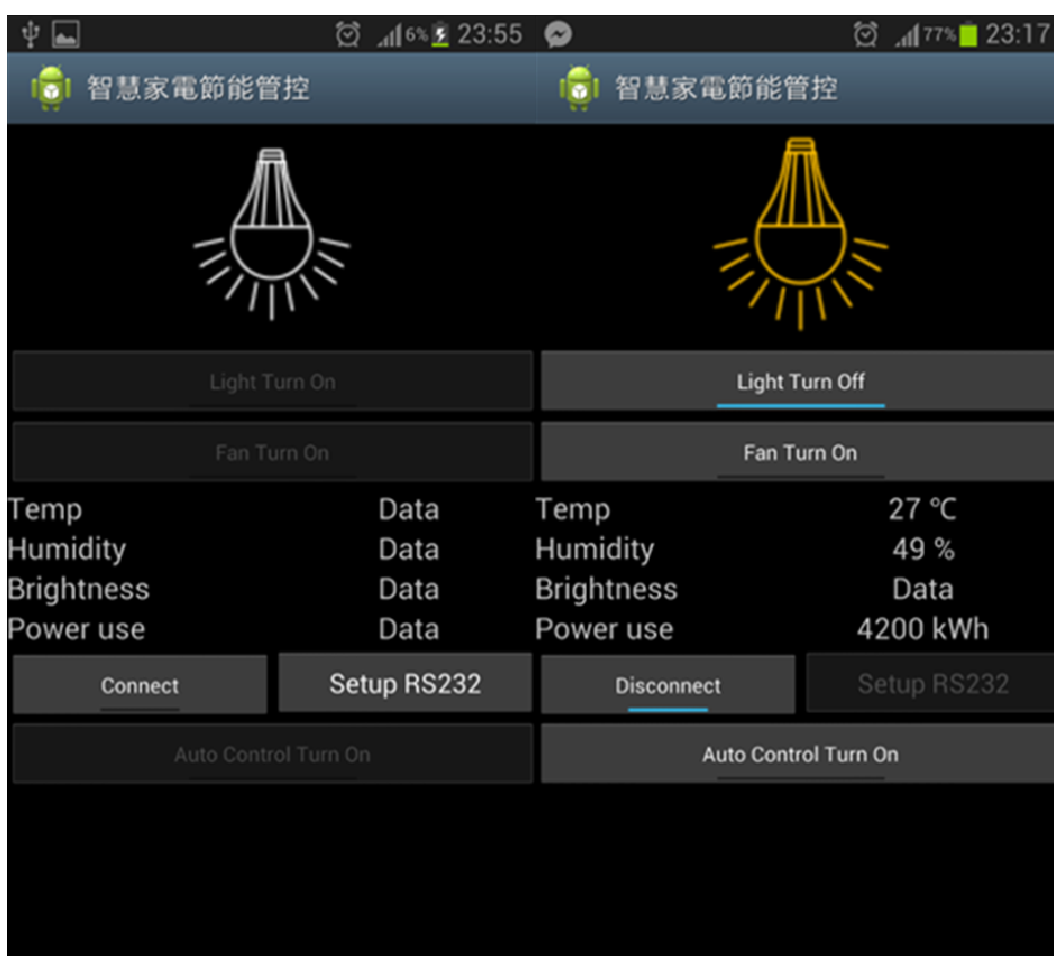 6% 23:55
智慧家電節能管控
Light Turn On
Fan Turn On
Temp Data
Humidity Data
Brightness Data
Power use Data
Connect Setup RS232
Auto Control Turn On
77% 23:17
智慧家電節能管控
Light Turn Off
Fan Turn On
Temp 27 °C
Humidity 49 %
Brightness Data
Power use 4200 kWh
Disconnect Setup RS232
Auto Control Turn On